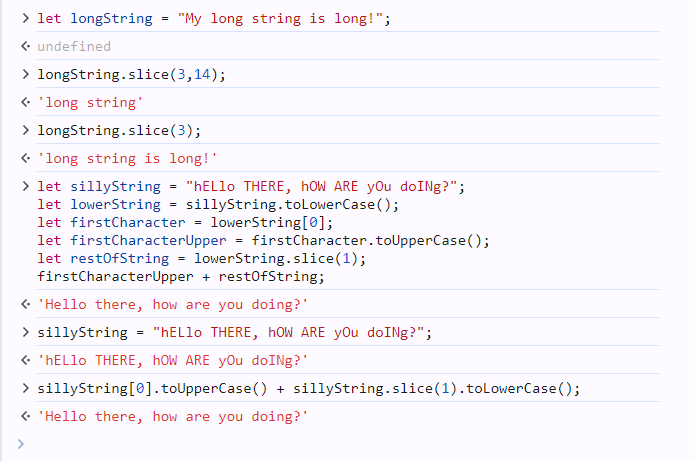 let longString = "My long string is long!";
undefined
longString.slice(3,14);
'long string'
longString.slice(3);
'long string is long!'
let sillyString = "hELlo THERE, hOW ARE yOu doINg?";
let lowerString = sillyString.toLowerCase();
let firstCharacter = lowerString[0];
let firstCharacterUpper = firstCharacter.toUpperCase();
let restOfString = lowerString.slice(1);
firstCharacterUpper + restOfString;
'Hello there, how are you doing?'
sillyString = "hELlo THERE, hOW ARE yOu doINg?";
'hELlo THERE, hOW ARE yOu doINg?'
sillyString[0].toUpperCase() + sillyString.slice(1).toLowerCase();
'Hello there, how are you doing?'